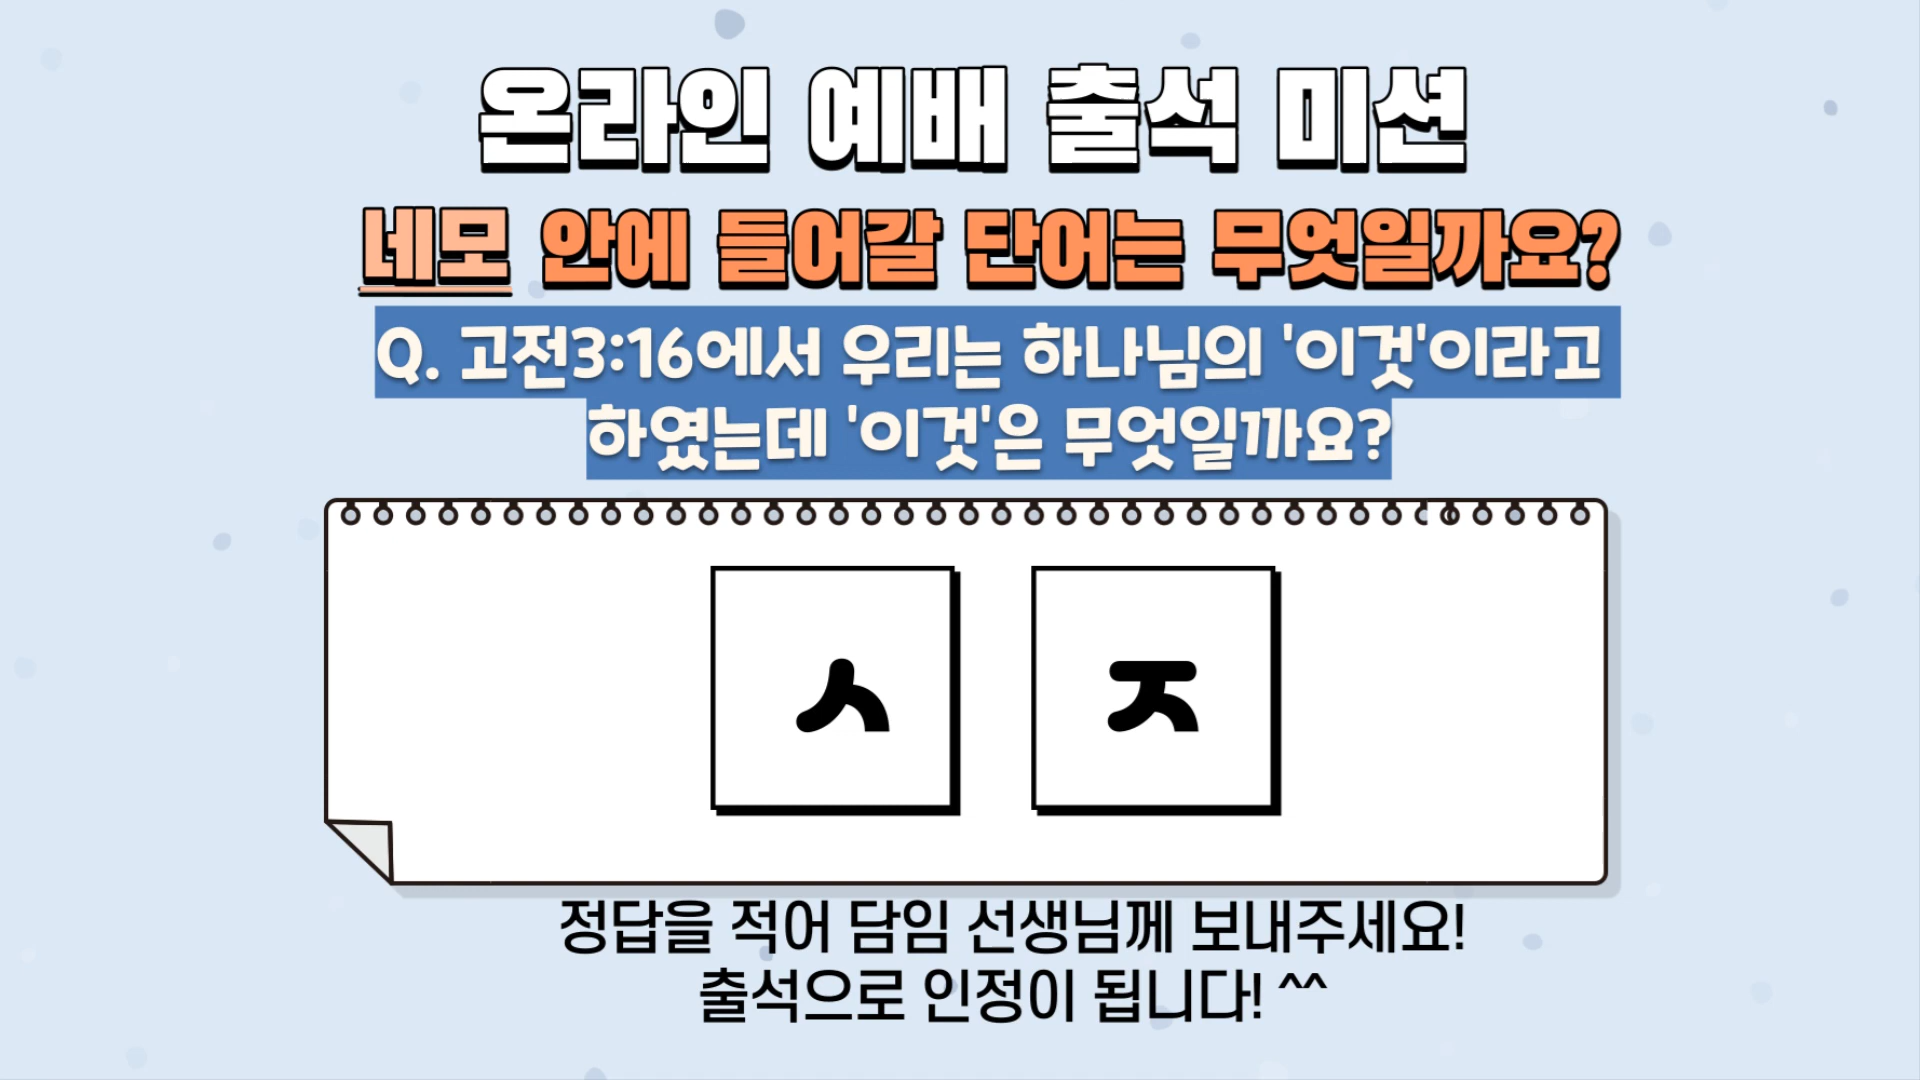 온라인 예배 출석 미션
네모 안에 들어갈 단어는 무엇일까요?
Q. 고전3:16에서 우리는 하나님의 '이것'이라고
하였는데 '이것'은 무엇일까요?
ㅅ ㅈ
정답을 적어 담임 선생님께 보내주세요!
출석으로 인정이 됩니다! ^^